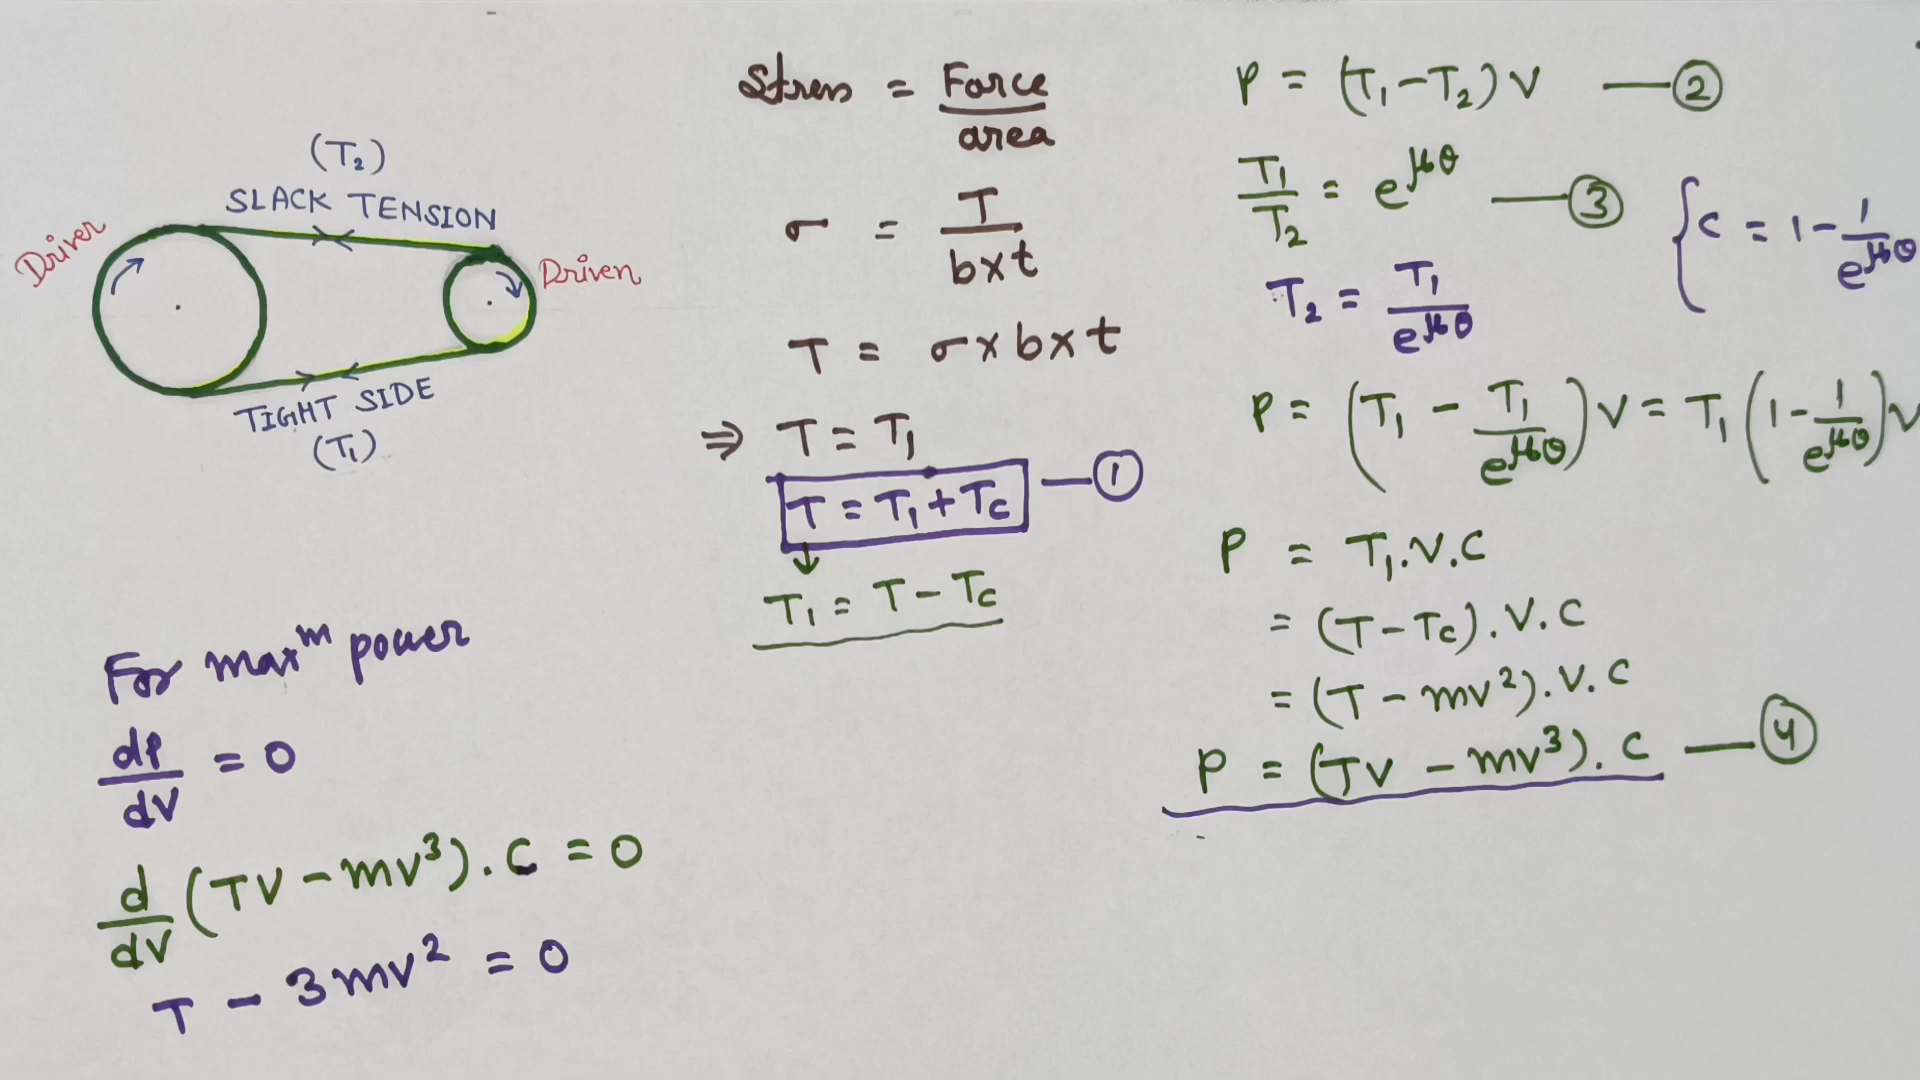 (T₂)
SLACK TENSION
Driver
Driven
TIGHT SIDE
(T₁)
For maxᵐ power
dP/dV = 0
d/dV (TV - mv³). C = 0
T - 3mv² = 0
Stress = Force/area
σ = T/b×t
T = σ×b×t
⇒ T = T₁
T = T₁ + Tc —①
↓
T₁ = T - Tc
P = (T₁-T₂)V —②
T₁/T₂ = e^μθ —③
{C = 1 - 1/e^μθ
T₂ = T₁/e^μθ
P = (T₁ - T₁/e^μθ)V = T₁(1 - 1/e^μθ)V
P = T₁.V.C
= (T-Tc).V.C
= (T-mv²).V.C
P = (TV - mv³). C —④